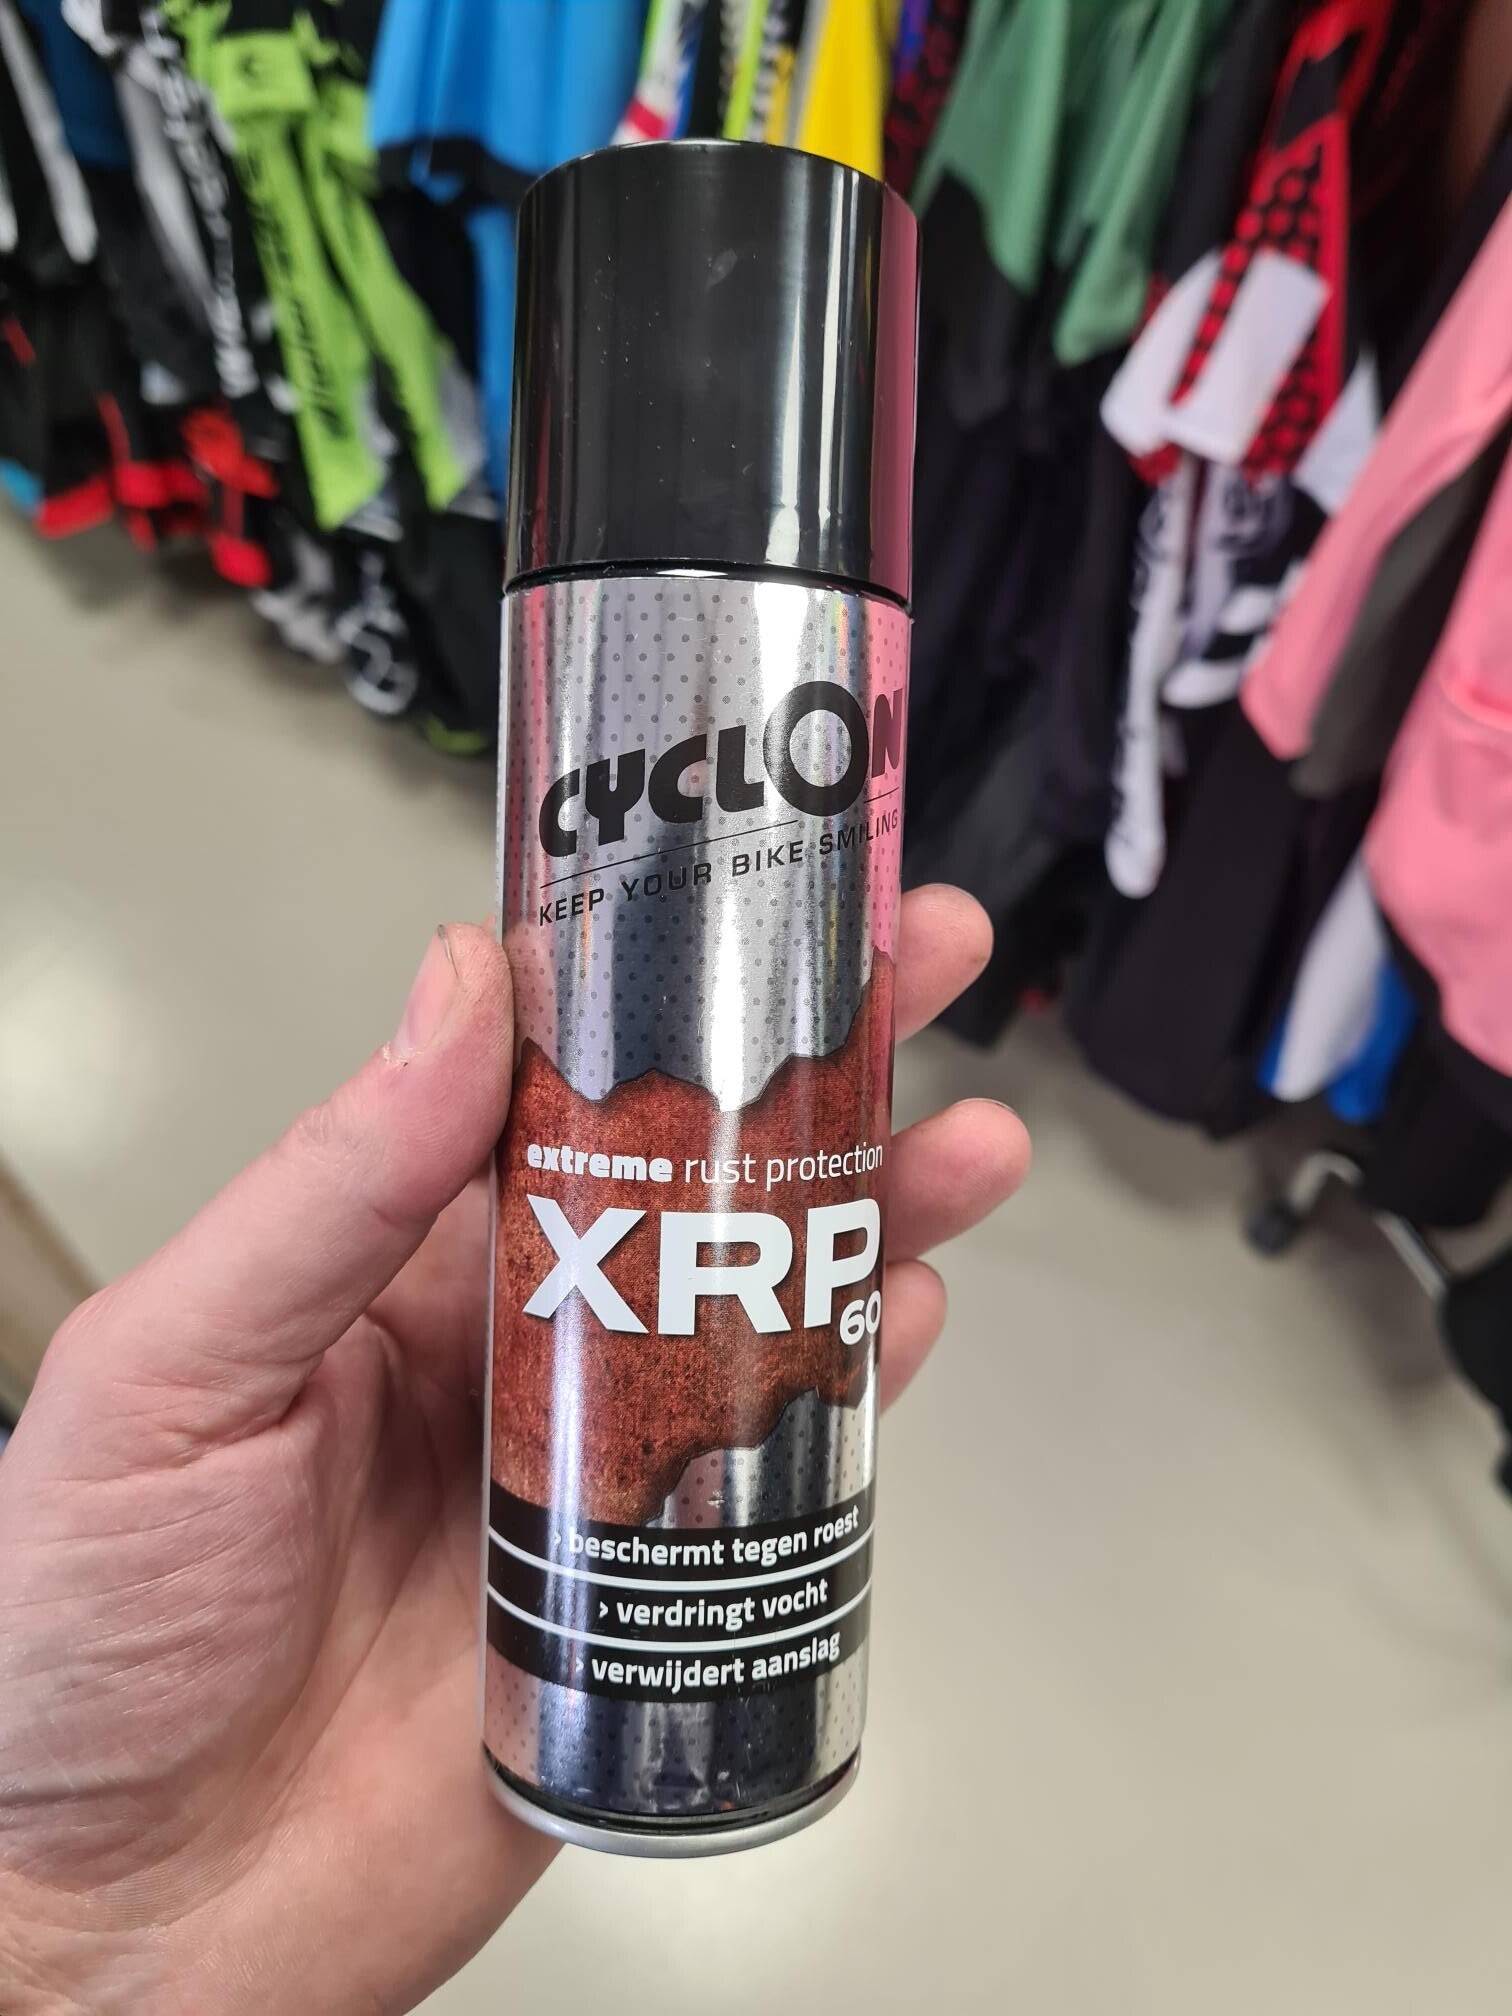 CYCLON
KEEP YOUR BIKE SMILING
extreme rust protection
XRP
60
› beschermt tegen roest
› verdringt vocht
› verwijdert aanslag